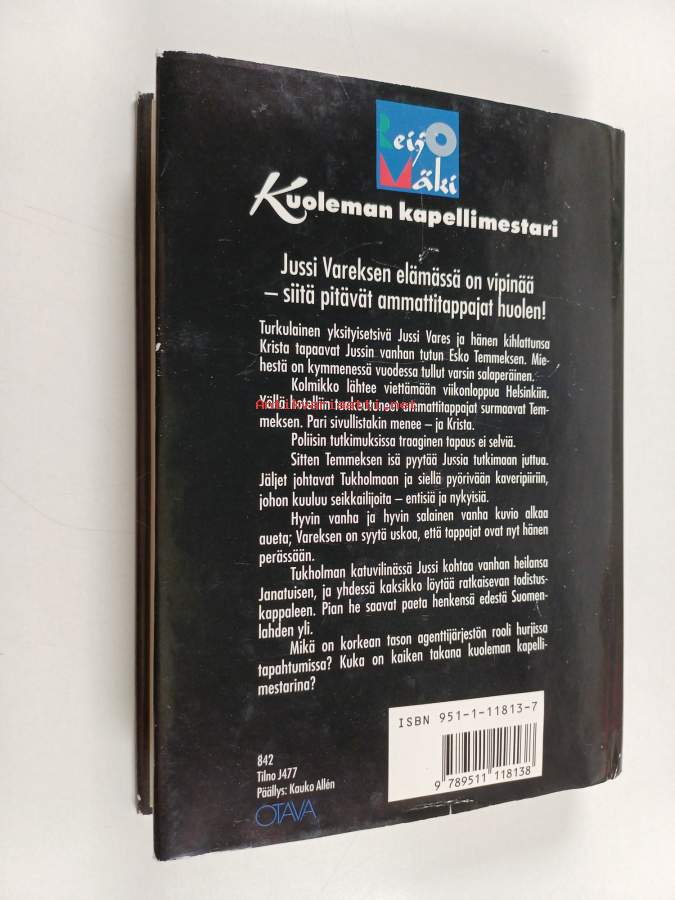 Reijo
Mäki
Kuoleman kapellimestari
Jussi Vareksen elämässä on vipinää
– siitä pitävät ammattitappajat huolen!
Turkulainen yksityisetsivä Jussi Vares ja hänen kihlattunsa
Krista tapaavat Jussin vanhan tutun Esko Temmeksen. Mie-
hestä on kymmenessä vuodessa tullut varsin salaperäinen.
Kolmikko lähtee viettämään viikonloppua Helsinkiin.
Yöllä hotelliin tunkeutuneet ammattitappajat surmaavat Tem-
Antikvariaatti.net
meksen. Pari sivullistakin menee – ja Krista.
Poliisin tutkimuksissa traaginen tapaus ei selviä.
Sitten Temmeksen isä pyytää Jussia tutkimaan juttua.
Jäljet johtavat Tukholmaan ja siellä pyörivään kaveripiiriin,
johon kuuluu seikkailijoita – entisiä ja nykyisiä.
Hyvin vanha ja hyvin salainen vanha kuvio alkaa
aueta; Vareksen on syytä uskoa, että tappajat ovat nyt hänen
perässään.
Tukholman katuvilinässä Jussi kohtaa vanhan heilansa
Janatuisen, ja yhdessä kaksikko löytää ratkaisevan todistus-
kappaleen. Pian he saavat paeta henkensä edestä Suomen-
lahden yli.
Mikä on korkean tason agenttijärjestön rooli hurjissa
tapahtumissa? Kuka on kaiken takana kuoleman kapelli-
mestarina?
ISBN 951-1-11813-7
9 789511 118138
842
Tilno J477
Päällys: Kauko Allén
OTAVA